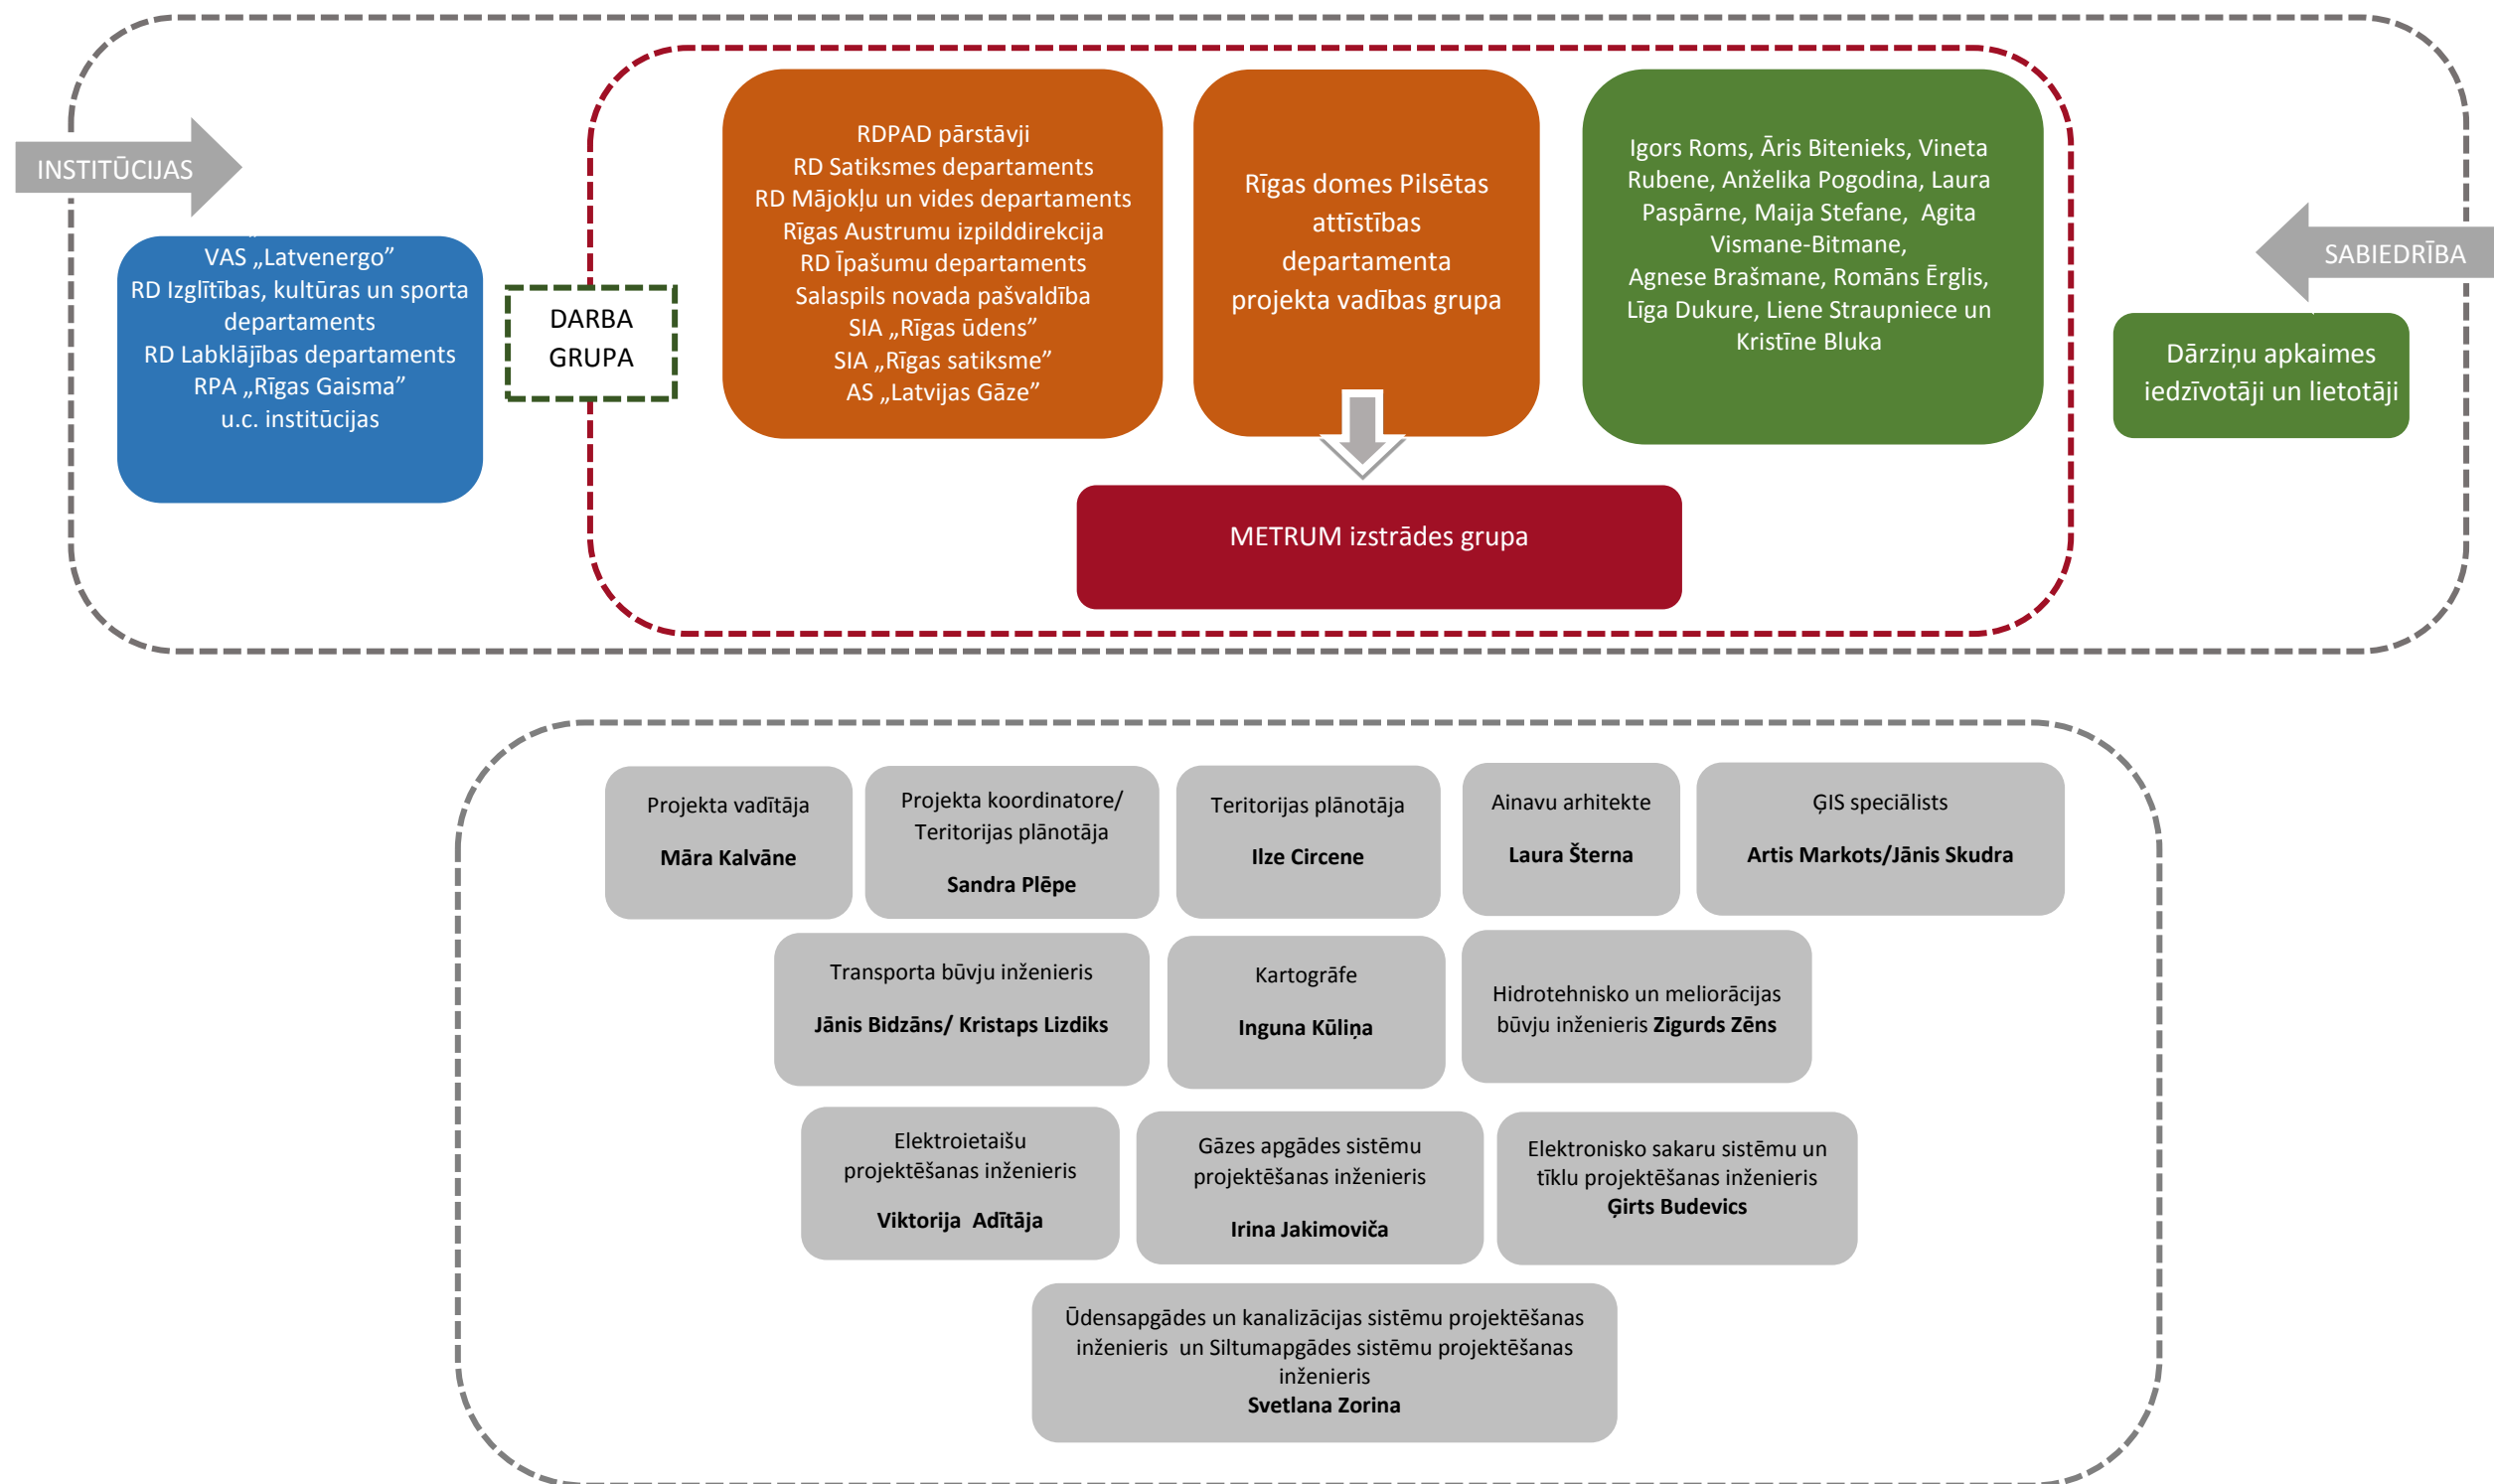 INSTITŪCIJAS
VAS „Latvenergo”
RD Izglītības, kultūras un sporta
departaments
RD Labklājības departaments
RPA „Rīgas Gaisma”
u.c. institūcijas
DARBA
GRUPA
RDPAD pārstāvji
RD Satiksmes departaments
RD Mājokļu un vides departaments
Rīgas Austrumu izpilddirekcija
RD Īpašumu departaments
Salaspils novada pašvaldība
SIA „Rīgas ūdens”
SIA „Rīgas satiksme”
AS „Latvijas Gāze”
Rīgas domes Pilsētas
attīstības
departamenta
projekta vadības grupa
Igors Roms, Āris Bitenieks, Vineta
Rubene, Anželika Pogodina, Laura
Paspārne, Maija Stefane, Agita
Vismane-Bitmane,
Agnese Brašmane, Romāns Ērglis,
Līga Dukure, Liene Straupniece un
Kristīne Bluka
SABIEDRĪBA
Dārziņu apkaimes
iedzīvotāji un lietotāji
METRUM izstrādes grupa
Projekta vadītāja
Māra Kalvāne
Projekta koordinatore/
Teritorijas plānotāja
Sandra Plēpe
Teritorijas plānotāja
Ilze Circene
Ainavu arhitekte
Laura Šterna
ĢIS speciālists
Artis Markots/Jānis Skudra
Transporta būvju inženieris
Jānis Bidzāns/ Kristaps Lizdiks
Kartogrāfe
Inguna Kūliņa
Hidrotehnisko un meliorācijas
būvju inženieris Zigurds Zēns
Elektroietaišu
projektēšanas inženieris
Viktorija Adītāja
Gāzes apgādes sistēmu
projektēšanas inženieris
Irina Jakimoviča
Elektronisko sakaru sistēmu un
tīklu projektēšanas inženieris
Ģirts Budevics
Ūdensapgādes un kanalizācijas sistēmu projektēšanas
inženieris un Siltumapgādes sistēmu projektēšanas
inženieris
Svetlana Zorina